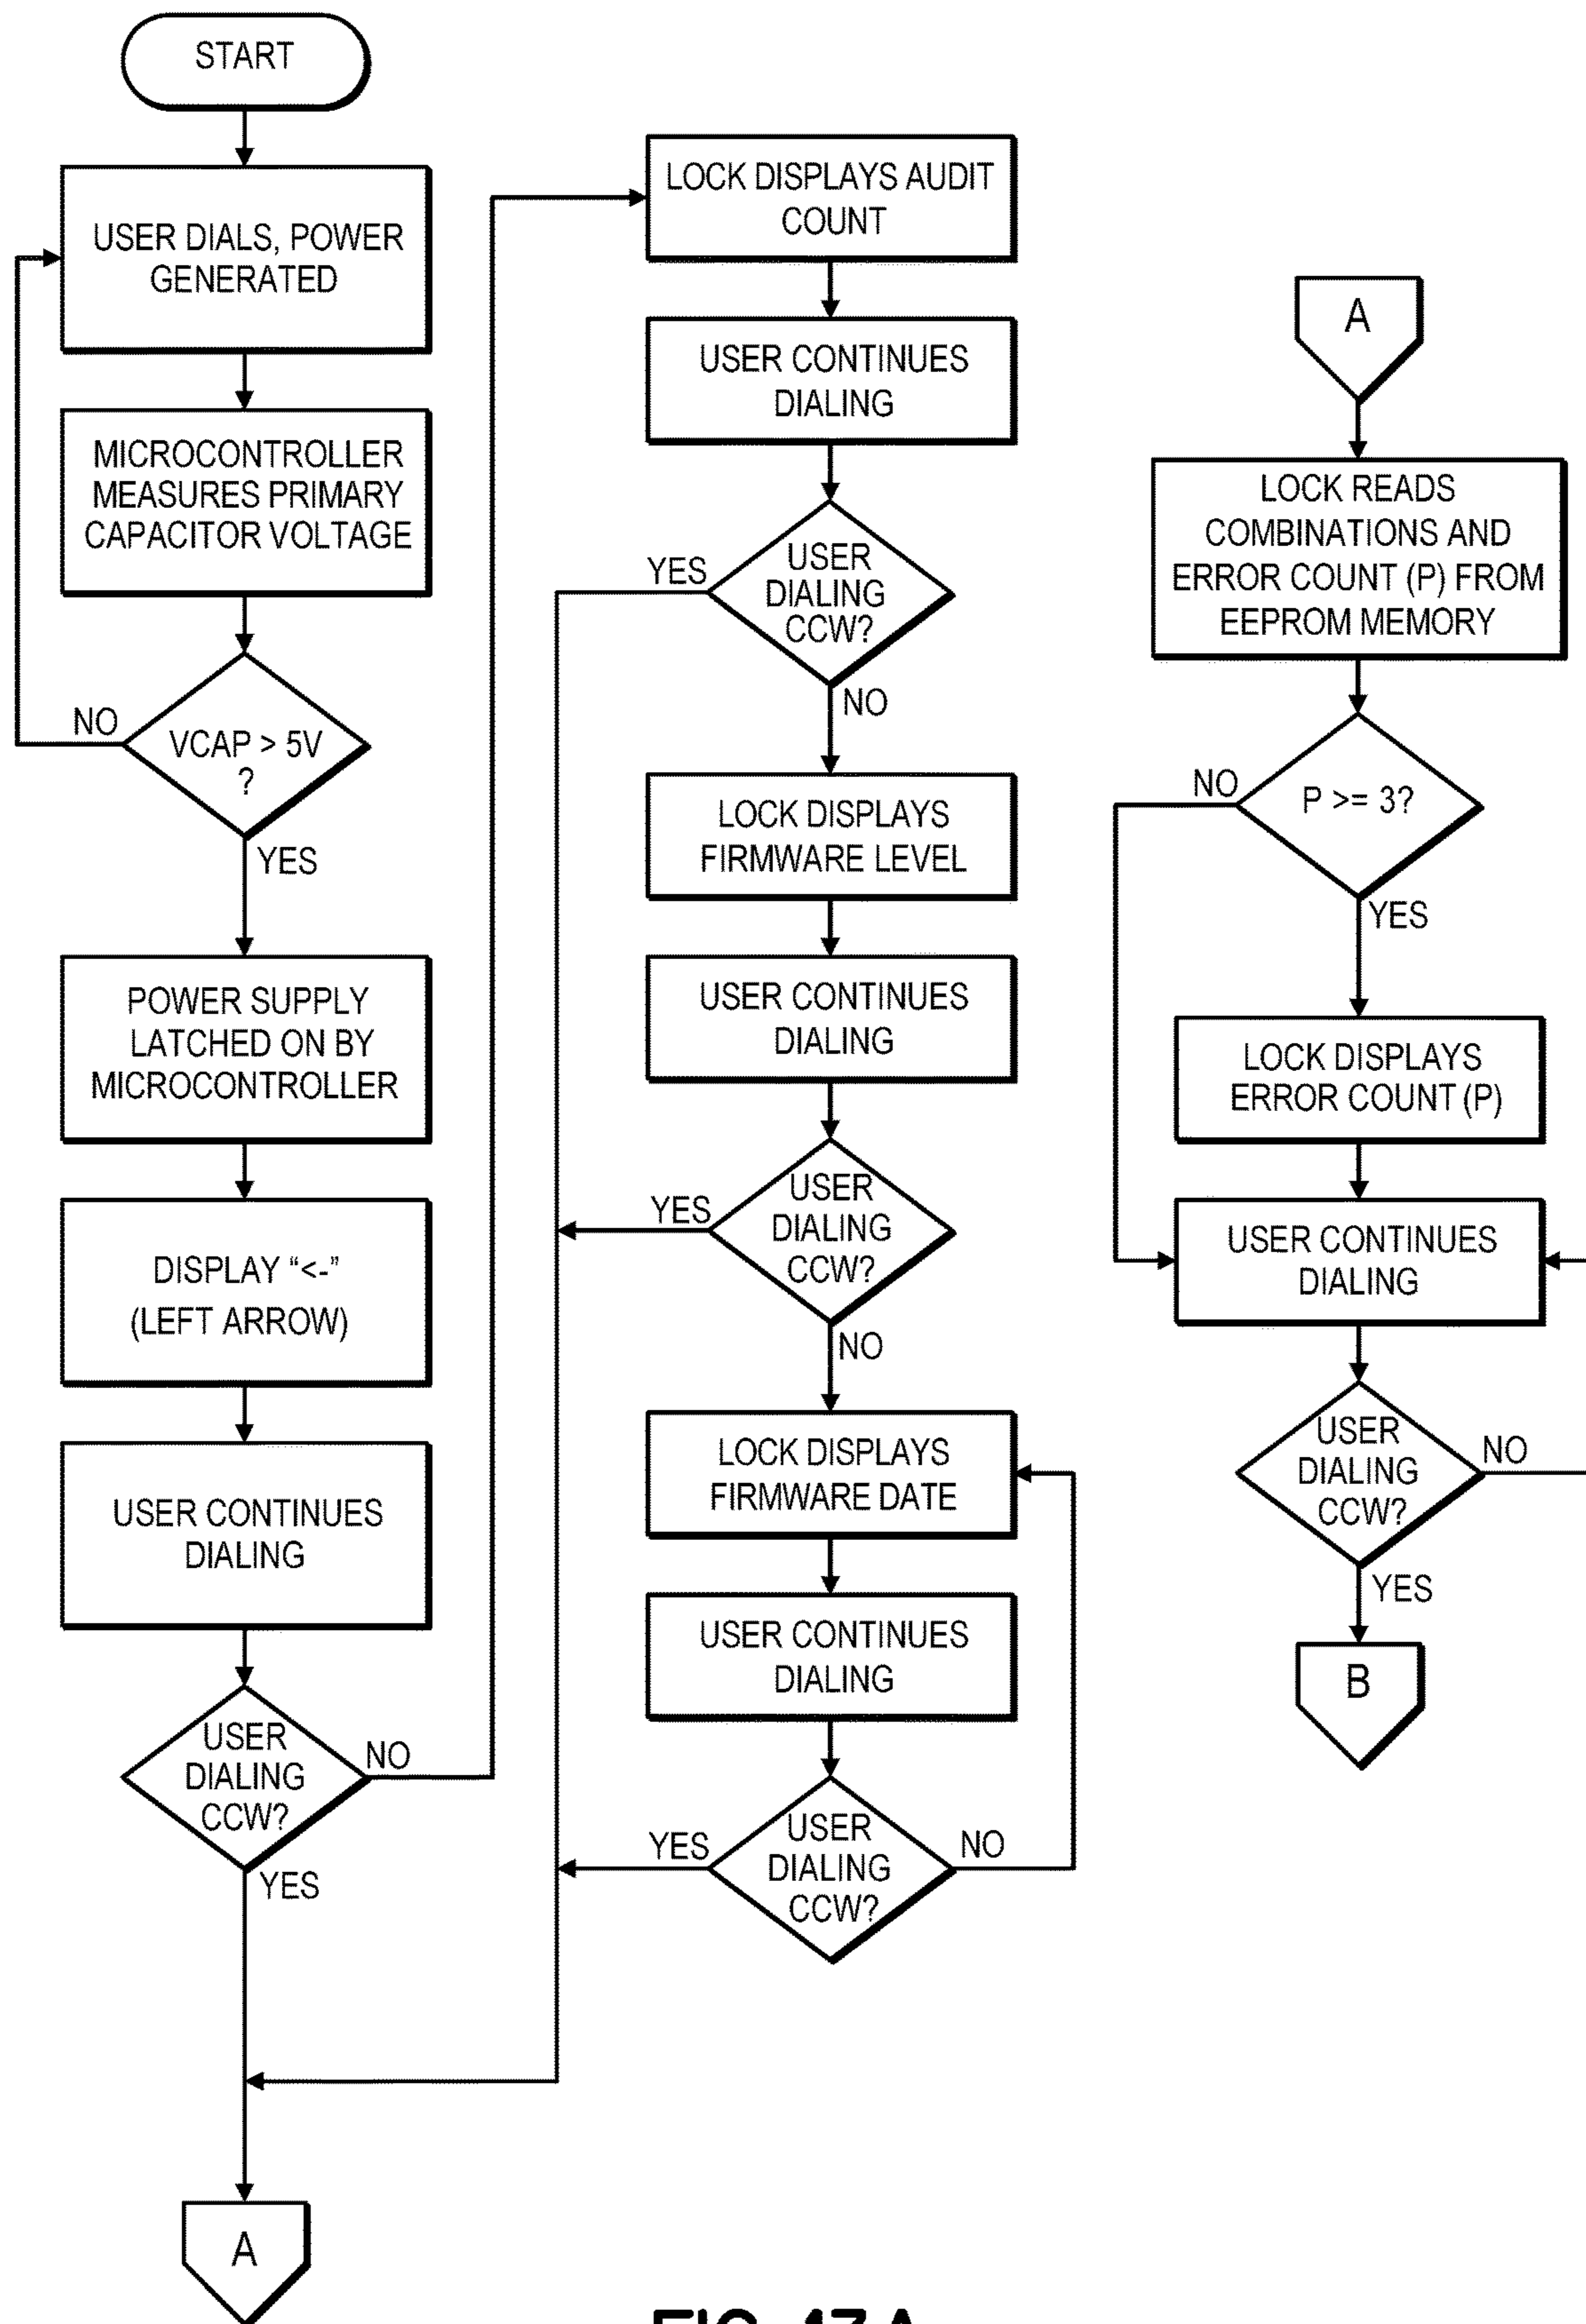 START
USER DIALS, POWER
GENERATED
MICROCONTROLLER
MEASURES PRIMARY
CAPACITOR VOLTAGE
NO
VCAP > 5V
?
YES
POWER SUPPLY
LATCHED ON BY
MICROCONTROLLER
DISPLAY “<-”
(LEFT ARROW)
USER CONTINUES
DIALING
USER
DIALING
CCW?
NO
YES
A
LOCK DISPLAYS AUDIT
COUNT
USER CONTINUES
DIALING
YES
USER
DIALING
CCW?
NO
LOCK DISPLAYS
FIRMWARE LEVEL
USER CONTINUES
DIALING
YES
USER
DIALING
CCW?
NO
LOCK DISPLAYS
FIRMWARE DATE
USER CONTINUES
DIALING
YES
USER
DIALING
CCW?
NO
A
LOCK READS
COMBINATIONS AND
ERROR COUNT (P) FROM
EEPROM MEMORY
NO
P >= 3?
YES
LOCK DISPLAYS
ERROR COUNT (P)
USER CONTINUES
DIALING
USER
DIALING
CCW?
NO
YES
B
FIG. 17A